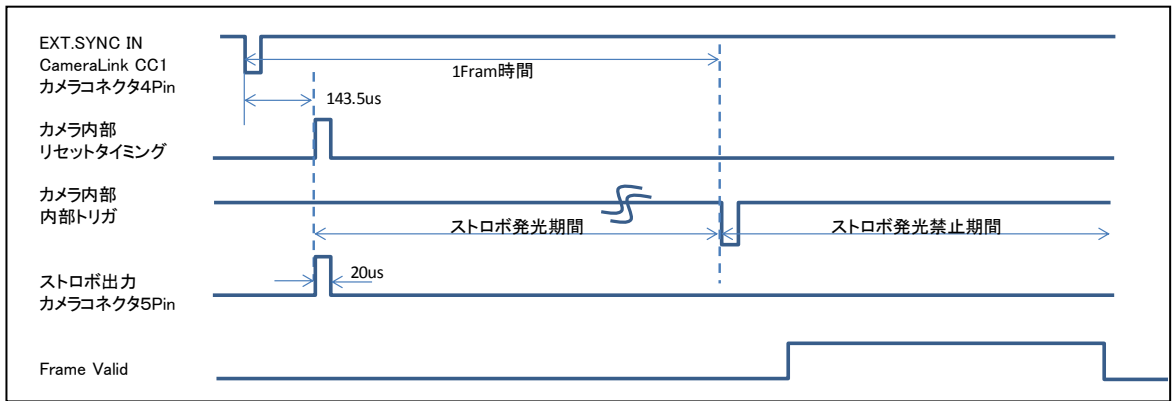 EXT.SYNC IN
CameraLink CC1
カメラコネクタ4Pin
1Fram時間
143.5us
カメラ内部
リセットタイミング
カメラ内部
内部トリガ
ストロボ発光期間
ストロボ発光禁止期間
ストロボ出力
カメラコネクタ5Pin
20us
Frame Valid